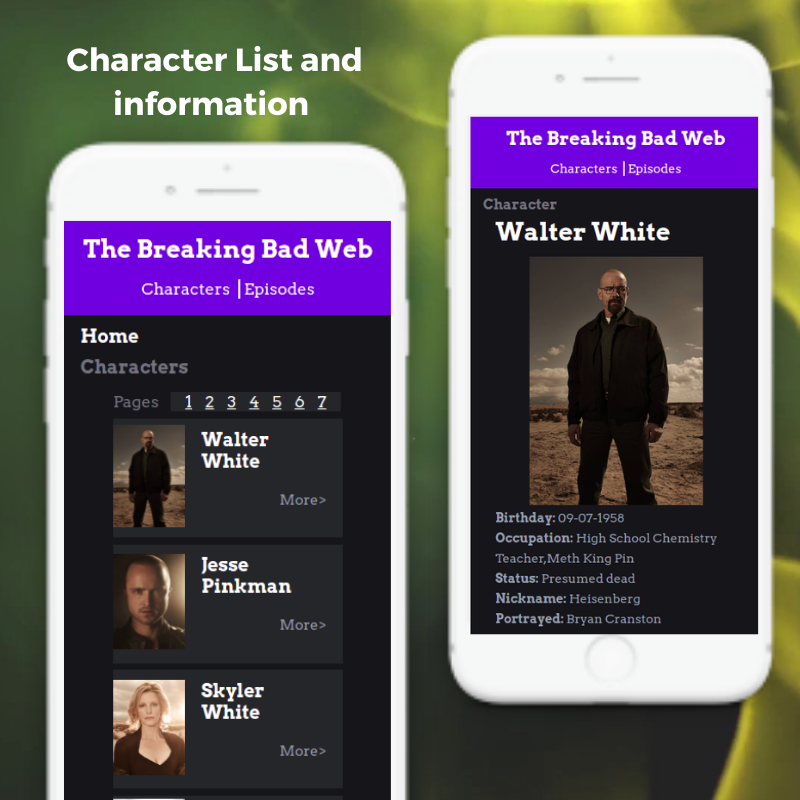 Character List and
information
The Breaking Bad Web
Characters | Episodes
Home
Characters
Pages 1 2 3 4 5 6 7
Walter
White
More>
Jesse
Pinkman
More>
Skyler
White
More>
The Breaking Bad Web
Characters | Episodes
Character
Walter White
Birthday: 09-07-1958
Occupation: High School Chemistry
Teacher,Meth King Pin
Status: Presumed dead
Nickname: Heisenberg
Portrayed: Bryan Cranston